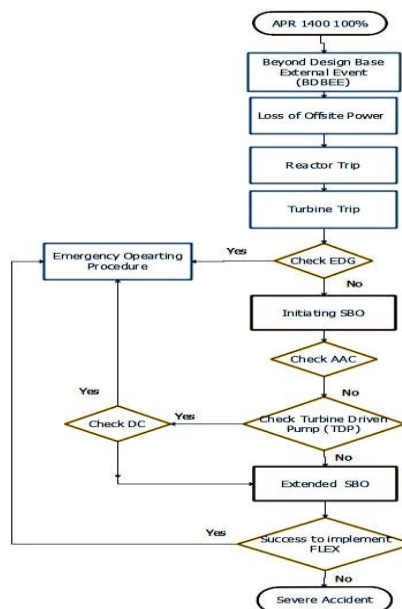 APR 1400 100%
Beyond Design Base
External Event
(BDBEE)
Loss of Offsite Power
Reactor Trip
Turbine Trip
Yes
Emergency Opearting
Procedure
Check EDG
No
Initiating SBO
Check AAC
Yes
No
Check DC
Yes
Check Turbine Driven
Pump (TDP)
No
Extended SBO
Yes
Success to implement
FLEX
No
Severe Accident